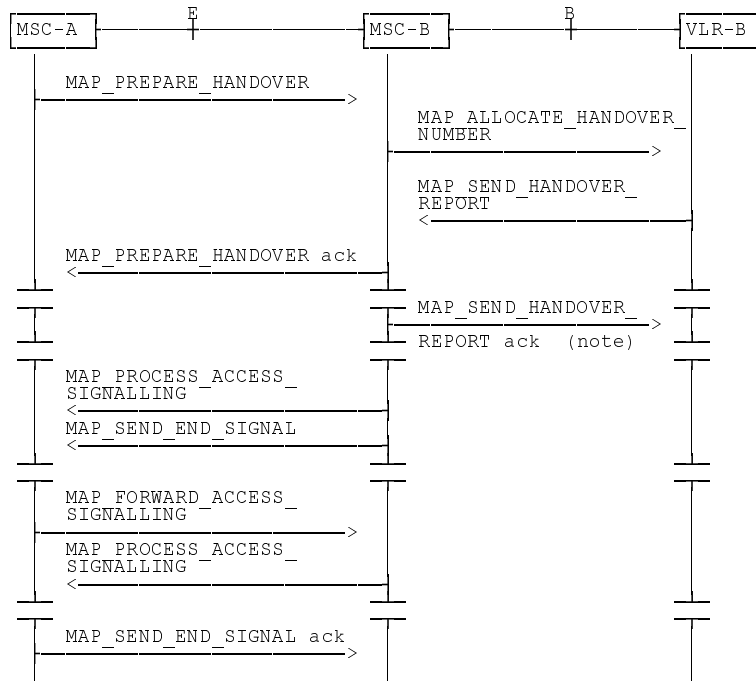 E B
MSC-A MSC-B VLR-B
MAP_PREPARE_HANDOVER
MAP_ALLOCATE_HANDOVER_
NUMBER
MAP_SEND_HANDOVER_
REPORT
MAP_PREPARE_HANDOVER ack
MAP_SEND_HANDOVER_
REPORT ack (note)
MAP_PROCESS_ACCESS_
SIGNALLING
MAP_SEND_END_SIGNAL
MAP_FORWARD_ACCESS_
SIGNALLING
MAP_PROCESS_ACCESS_
SIGNALLING
MAP_SEND_END_SIGNAL ack